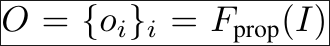 O = {o_i}_i = F_prop(I)